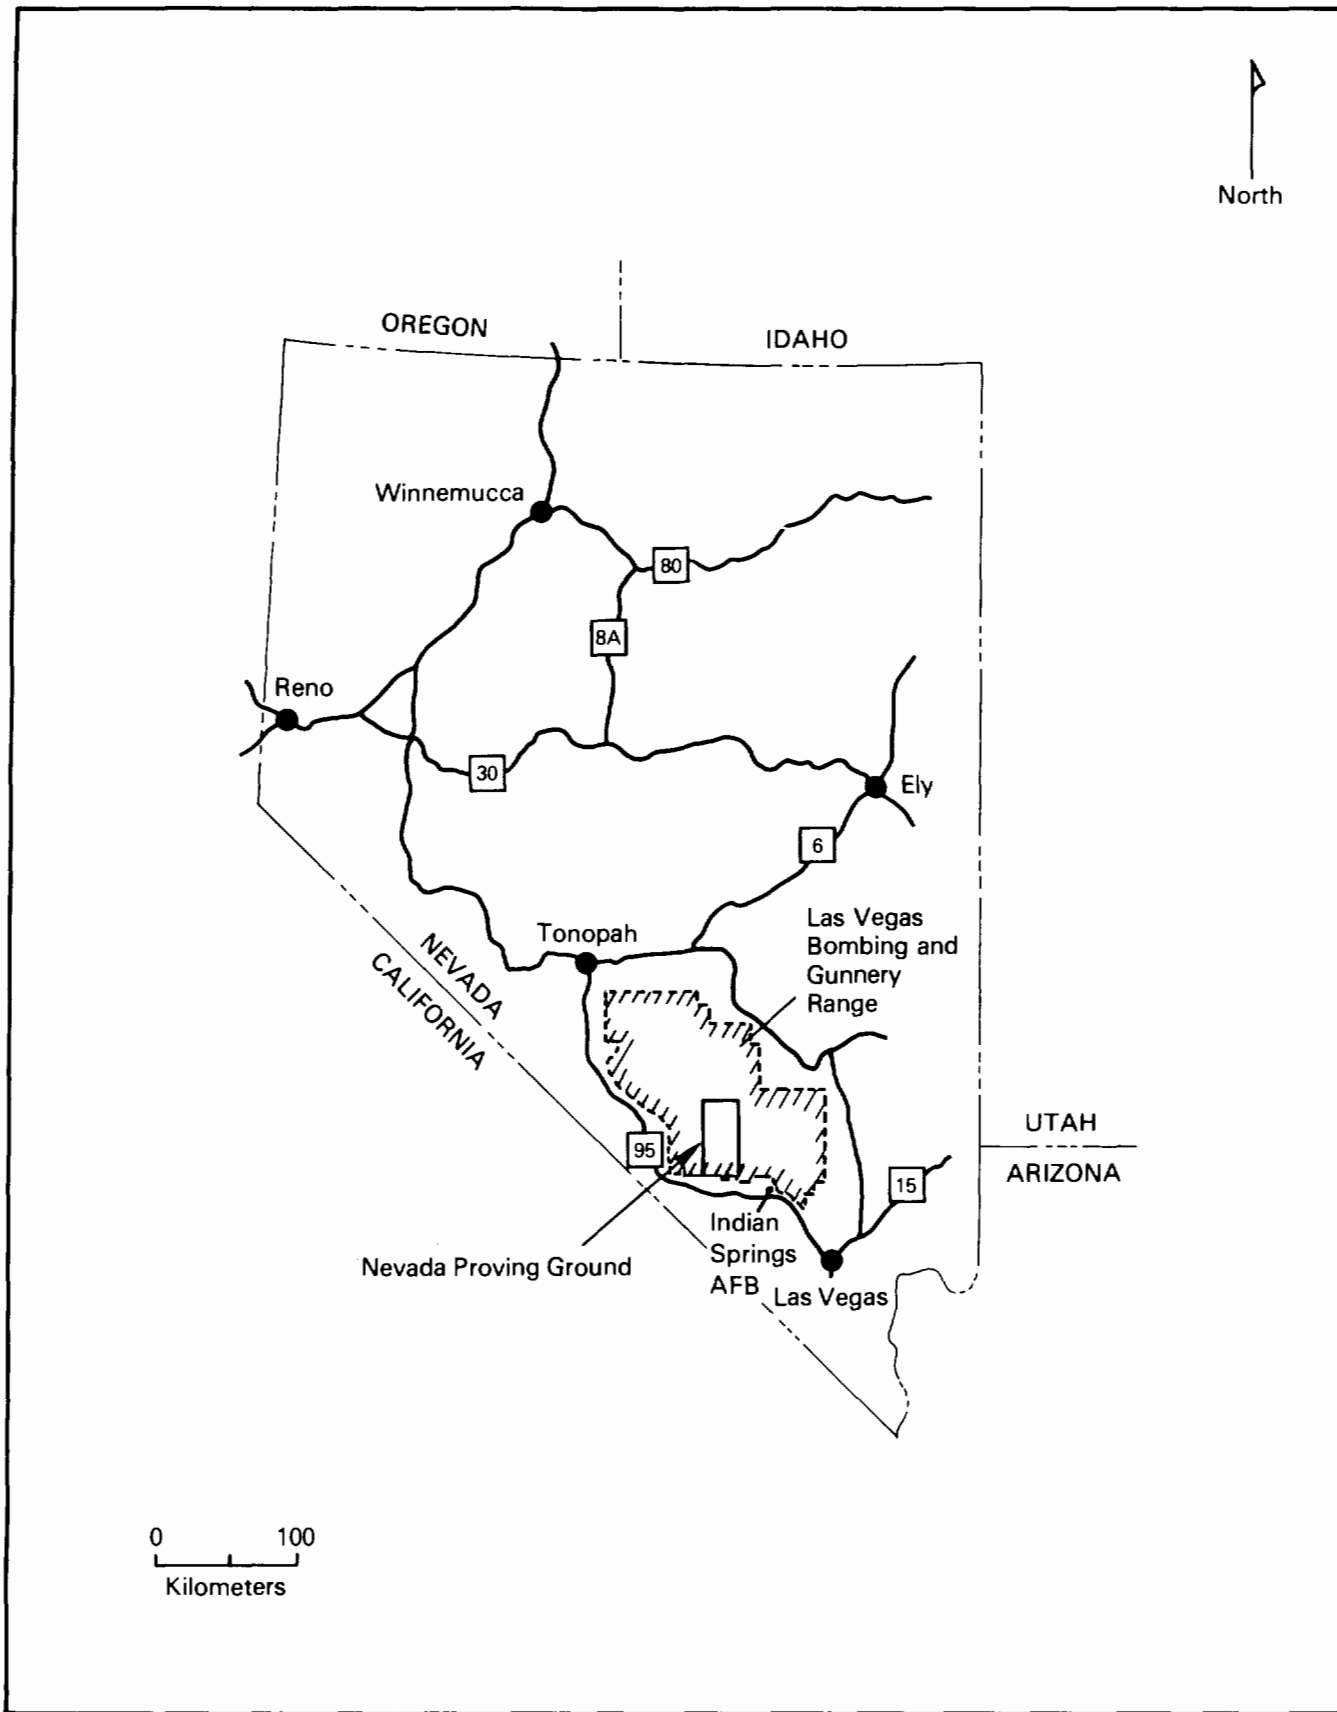 North
OREGON
IDAHO
Winnemucca
80
8A
Reno
30
Ely
6
Las Vegas
Bombing and
Gunnery
Range
Tonopah
NEVADA
CALIFORNIA
UTAH
95
ARIZONA
15
Indian
Springs
AFB
Nevada Proving Ground
Las Vegas
0 100
Kilometers